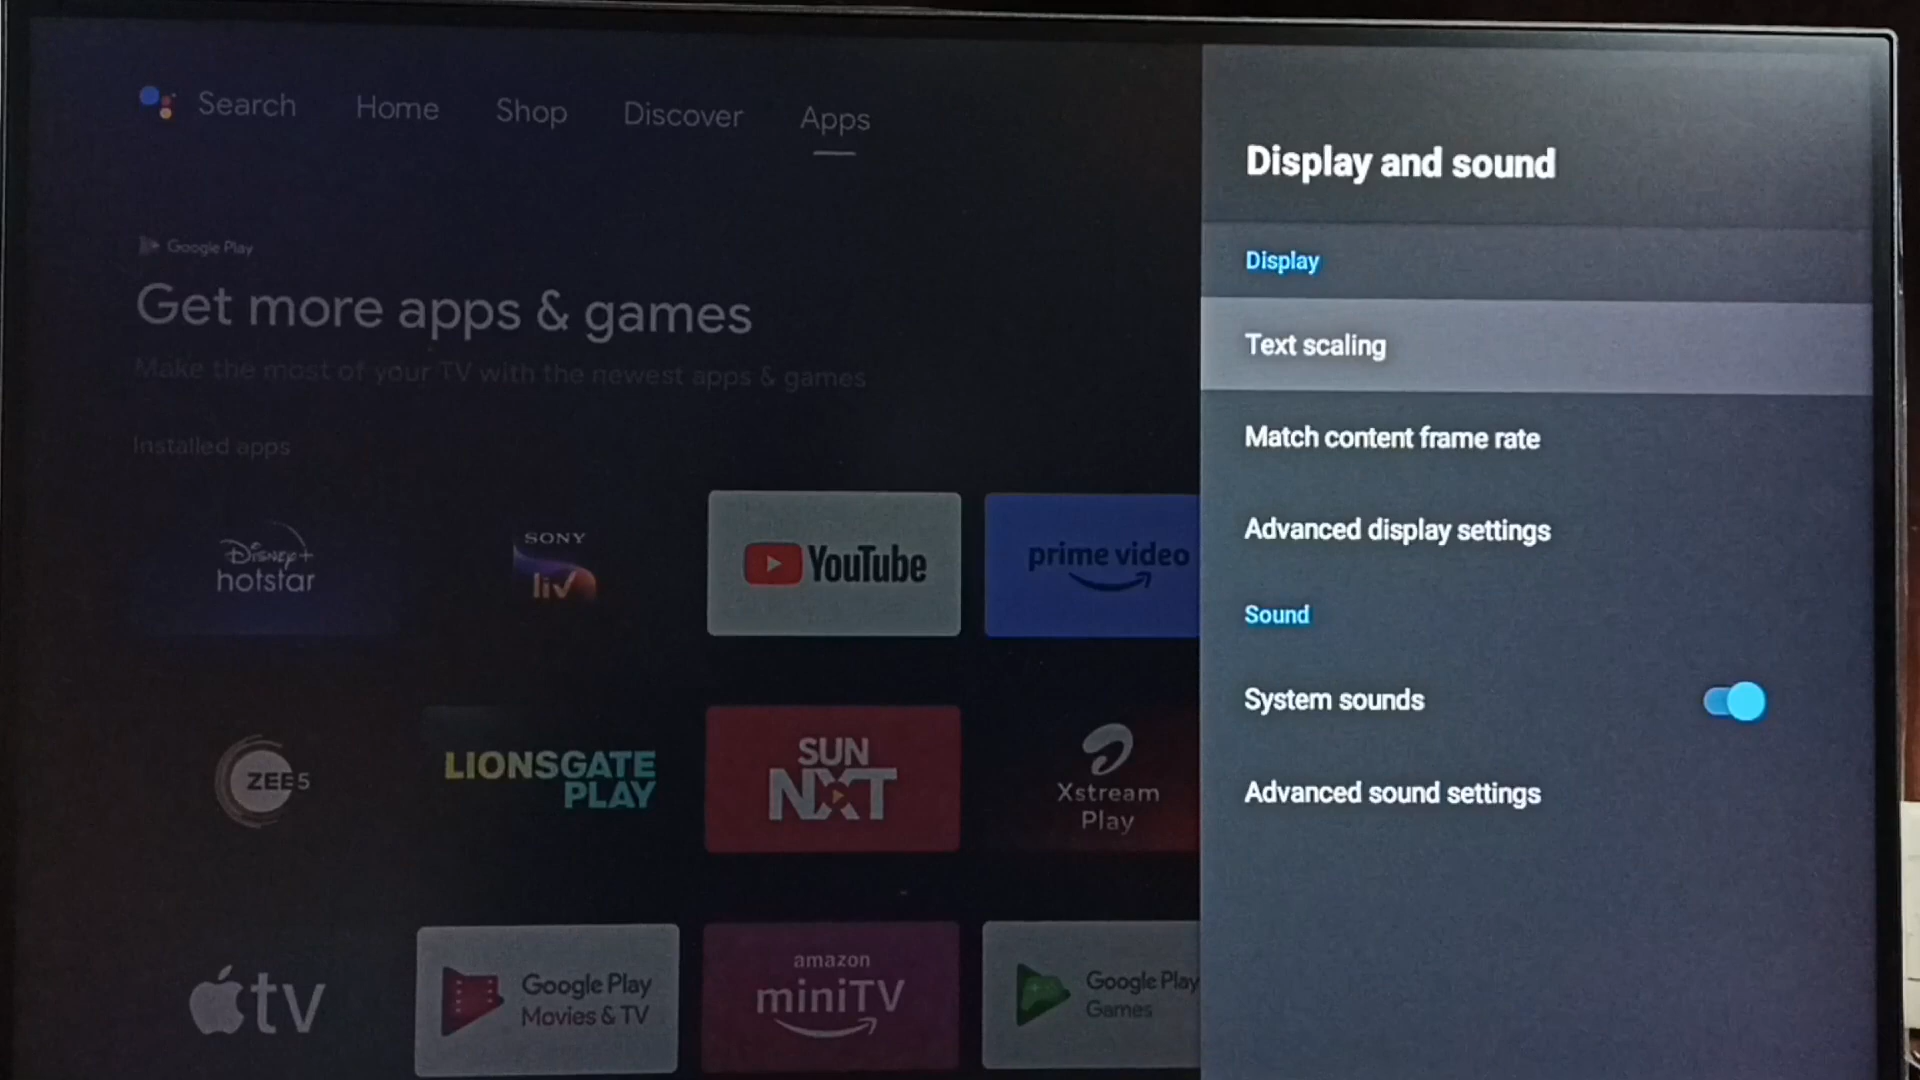 Search Home Shop Discover Apps
Google Play
Get more apps & games
Make the most of your TV with the newest apps & games
Installed apps
Disney+
hotstar
SONY
liv
YouTube
prime video
ZEE5
LIONSGATE
PLAY
SUN
NXT
Xstream
Play
tv
Google Play
Movies & TV
amazon
miniTV
Google Play
Games
Display and sound
Display
Text scaling
Match content frame rate
Advanced display settings
Sound
System sounds
Advanced sound settings